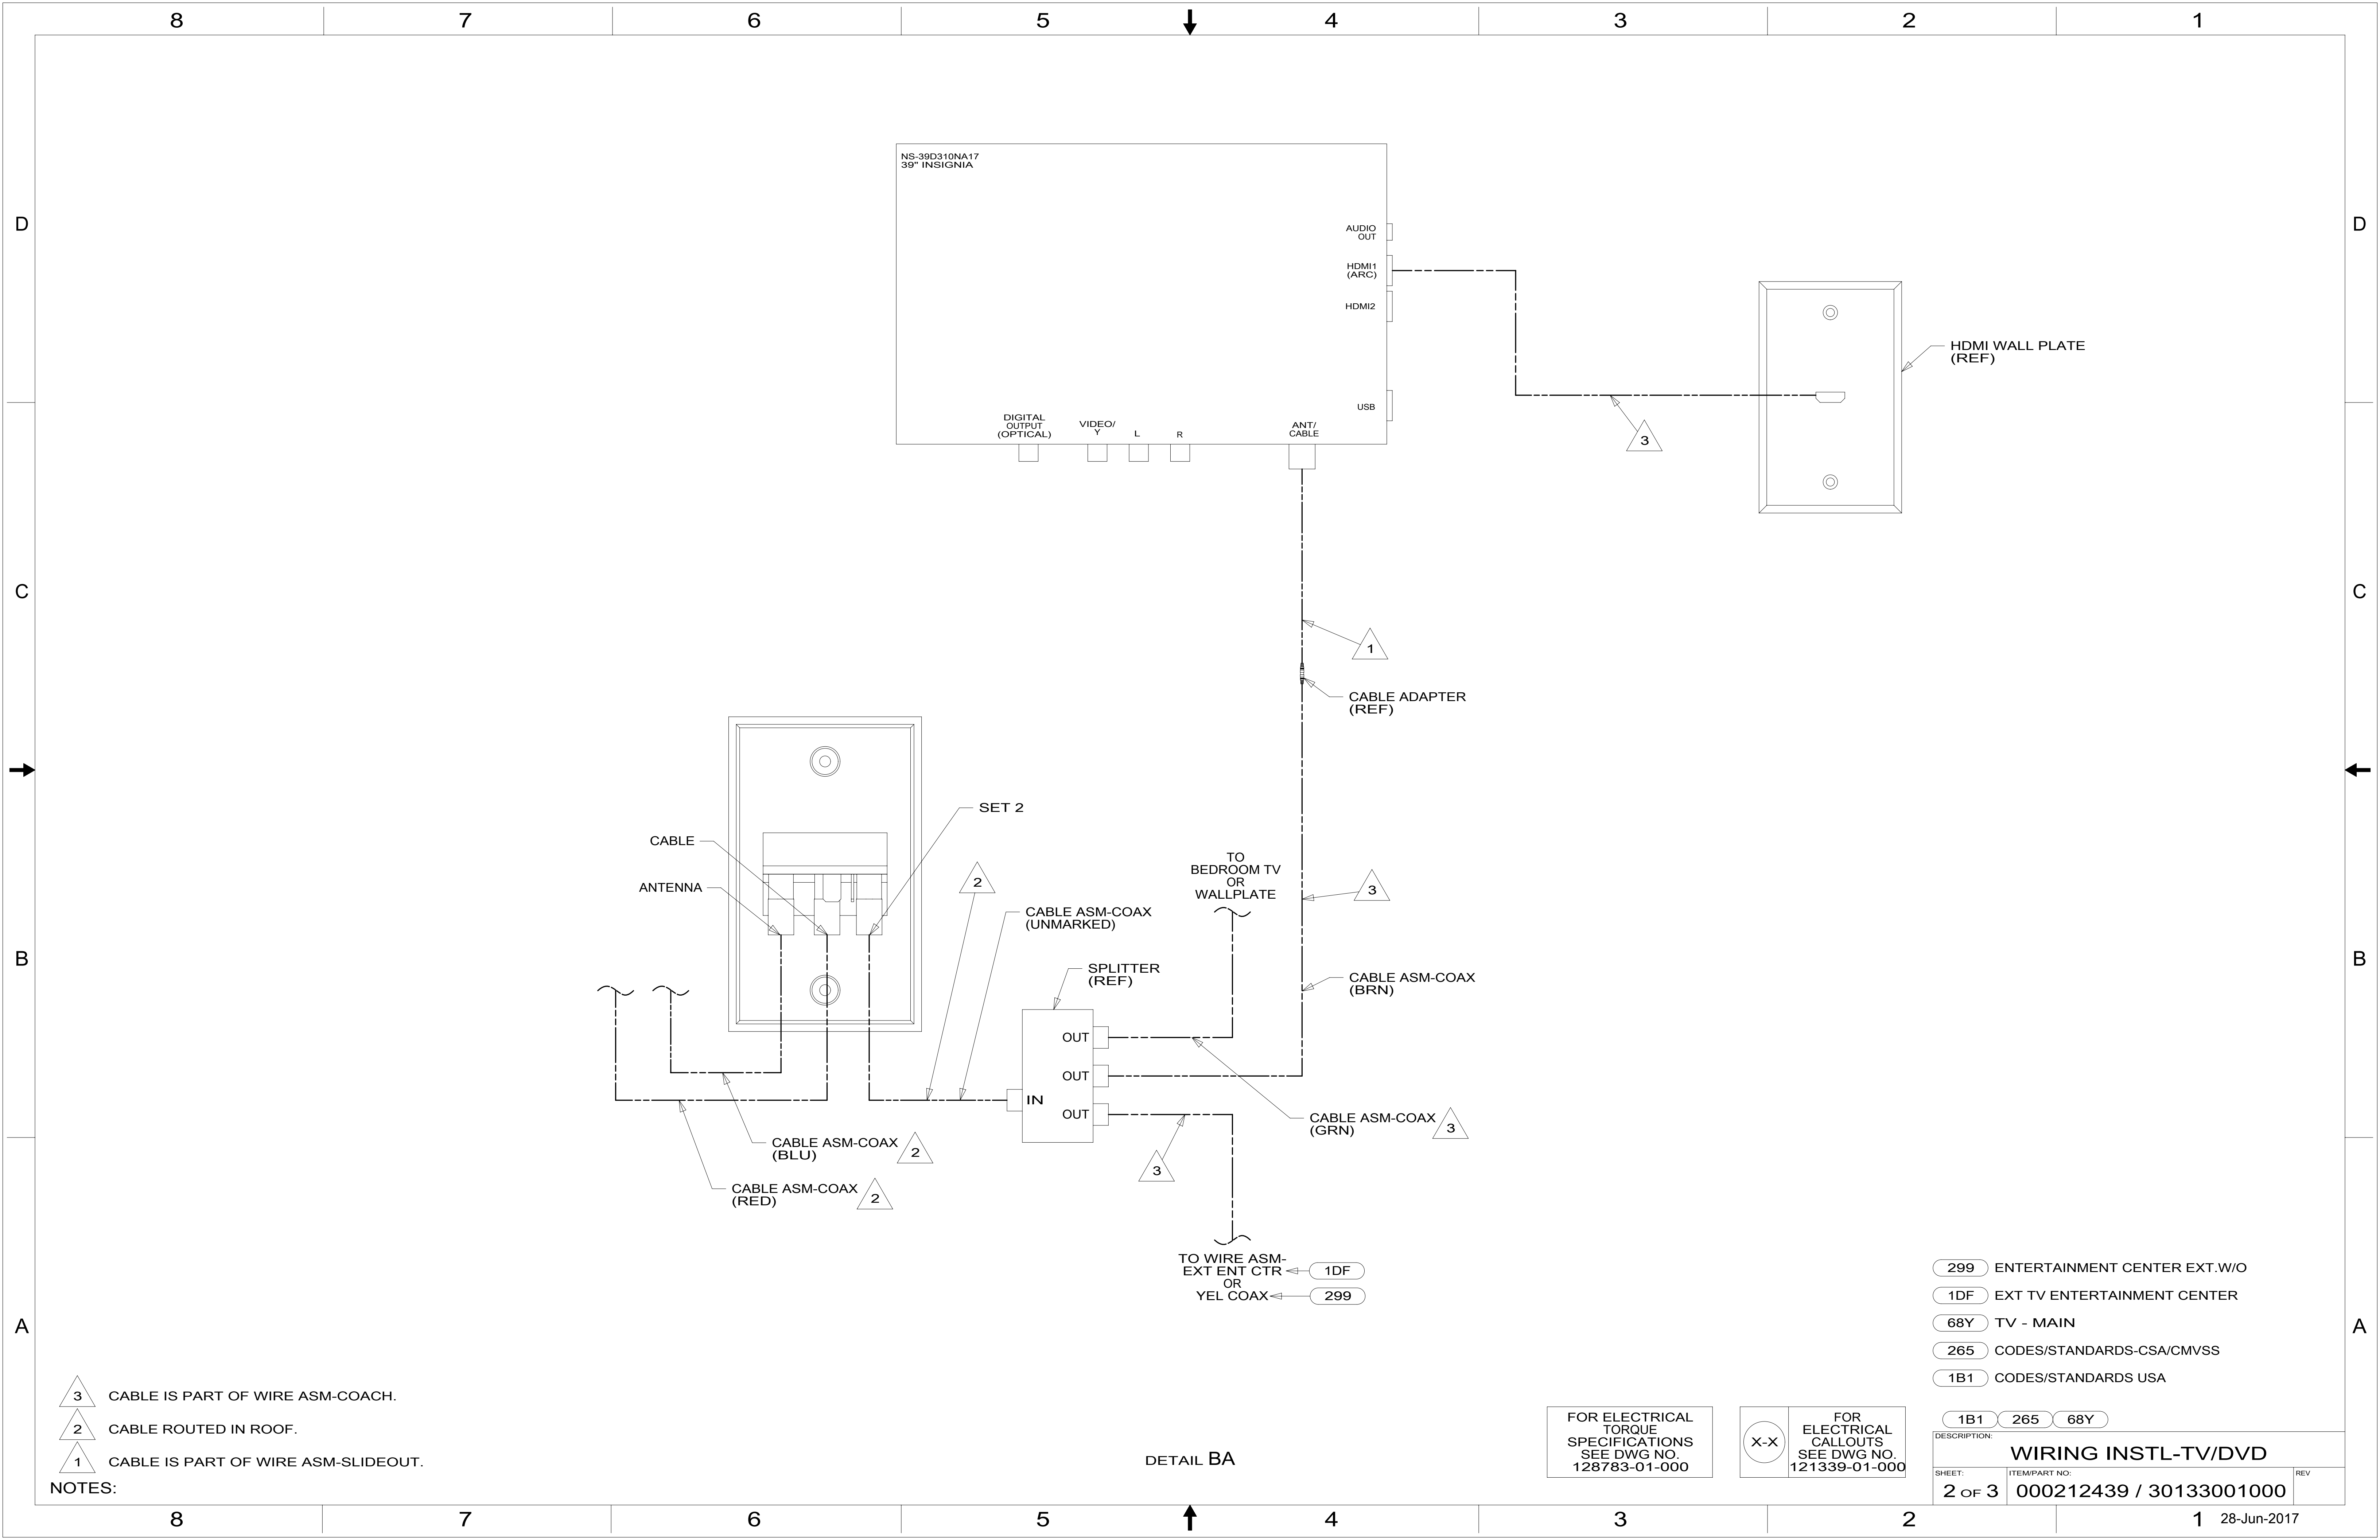 8 7 6 5 4 3 2 1
D D
C C
B B
A A
NS-39D310NA17
39" INSIGNIA
AUDIO
OUT
HDMI1
(ARC)
HDMI2
USB
DIGITAL
OUTPUT
(OPTICAL)
VIDEO/
Y
L
R
ANT/
CABLE
HDMI WALL PLATE
(REF)
3
1
CABLE ADAPTER
(REF)
SET 2
CABLE
ANTENNA
2
CABLE ASM-COAX
(UNMARKED)
TO
BEDROOM TV
OR
WALLPLATE
3
SPLITTER
(REF)
CABLE ASM-COAX
(BRN)
OUT
OUT
IN
OUT
CABLE ASM-COAX
(GRN)
3
CABLE ASM-COAX
(BLU)
2
3
CABLE ASM-COAX
(RED)
2
TO WIRE ASM-
EXT ENT CTR
1DF
OR
YEL COAX
299
299 ENTERTAINMENT CENTER EXT.W/O
1DF EXT TV ENTERTAINMENT CENTER
68Y TV - MAIN
265 CODES/STANDARDS-CSA/CMVSS
1B1 CODES/STANDARDS USA
3 CABLE IS PART OF WIRE ASM-COACH.
2 CABLE ROUTED IN ROOF.
1 CABLE IS PART OF WIRE ASM-SLIDEOUT.
NOTES:
DETAIL BA
FOR ELECTRICAL
TORQUE
SPECIFICATIONS
SEE DWG NO.
128783-01-000
X-X
FOR
ELECTRICAL
CALLOUTS
SEE DWG NO.
121339-01-000
1B1 265 68Y
DESCRIPTION:
WIRING INSTL-TV/DVD
SHEET:
2 OF 3
ITEM/PART NO:
000212439 / 30133001000
REV
8 7 6 5 4 3 2 1
28-Jun-2017